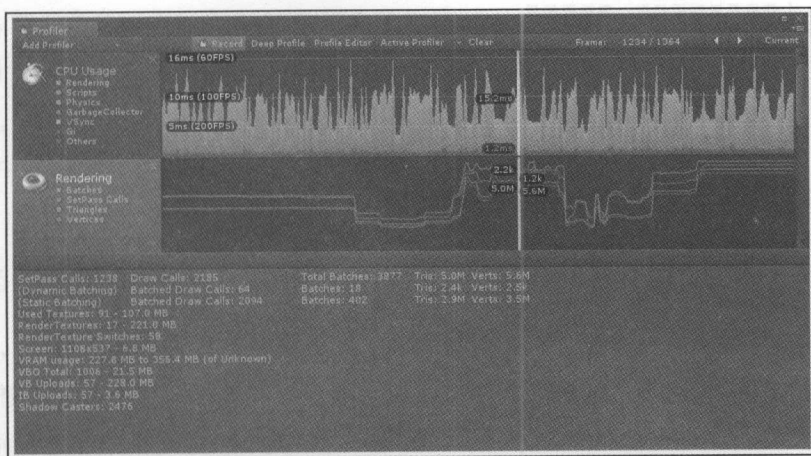 Profiler
Add Profiler Record Deep Profile Profile Editor Active Profiler Clear Frame: 1234 / 1364 Current
CPU Usage
Rendering
Scripts
Physics
GarbageCollector
VSync
Gi
Others
16ms (60FPS)
10ms (100FPS)
5ms (200FPS)
15.2ms
1.2ms
Rendering
Batches
SetPass Calls
Triangles
Vertices
2.2k
5.0M
1.2k
5.6M
SetPass Calls: 1238 Draw Calls: 2185 Total Batches: 3877 Tris: 5.0M Verts: 5.6M
(Dynamic Batching) Batched Draw Calls: 64 Batches: 18 Tris: 2.4k Verts: 2.5k
(Static Batching) Batched Draw Calls: 2094 Batches: 402 Tris: 2.9M Verts: 3.5M
Used Textures: 91 - 107.0 MB
RenderTextures: 17 - 221.0 MB
RenderTexture Switches: 58
Screen: 1106x537 - 6.8 MB
VRAM usage: 227.8 MB to 355.4 MB (of Unknown)
VBO Total: 1006 - 21.5 MB
VB Uploads: 57 - 228.0 MB
IB Uploads: 57 - 3.6 MB
Shadow Casters: 2476